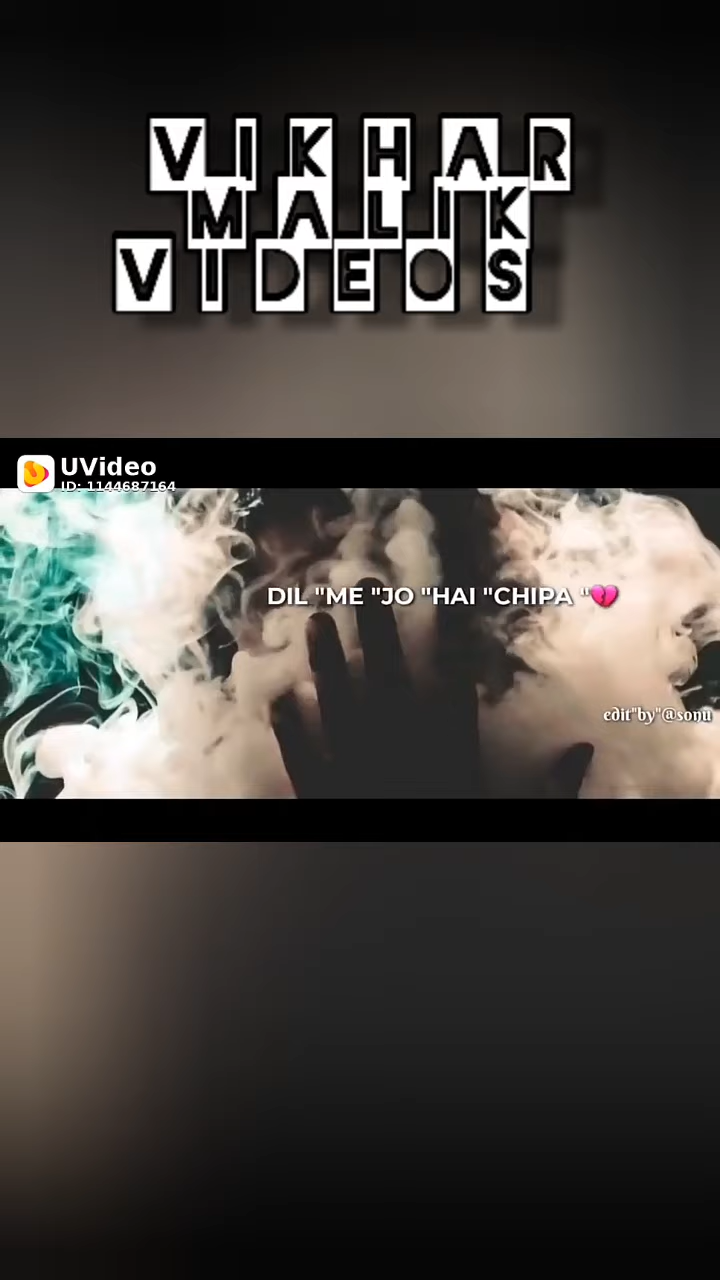 VIKHAR
MALIK
VIDEOS
UVideo
ID: 1144687164
DIL "ME "JO "HAI "CHIPA "💔
edit"by"@sonu